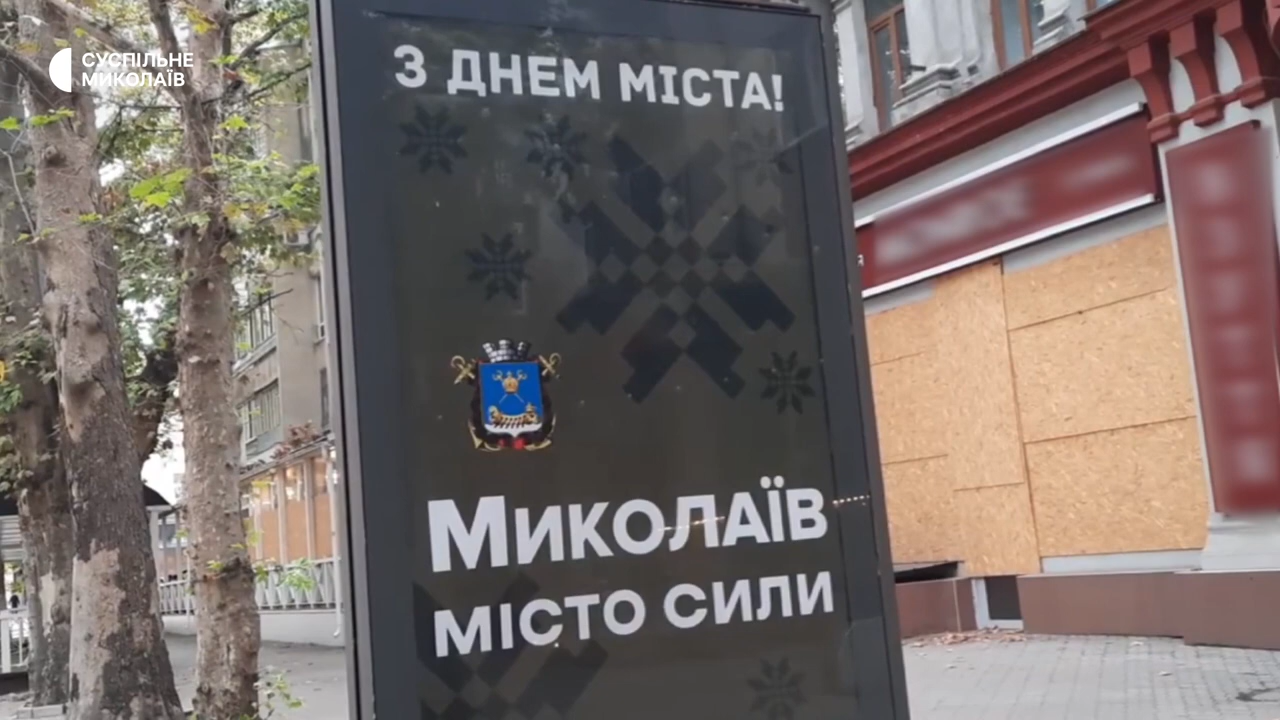 СУСПІЛЬНЕ
МИКОЛАЇВ
З ДНЕМ МІСТА!
МИКОЛАЇВ
МІСТО СИЛИ